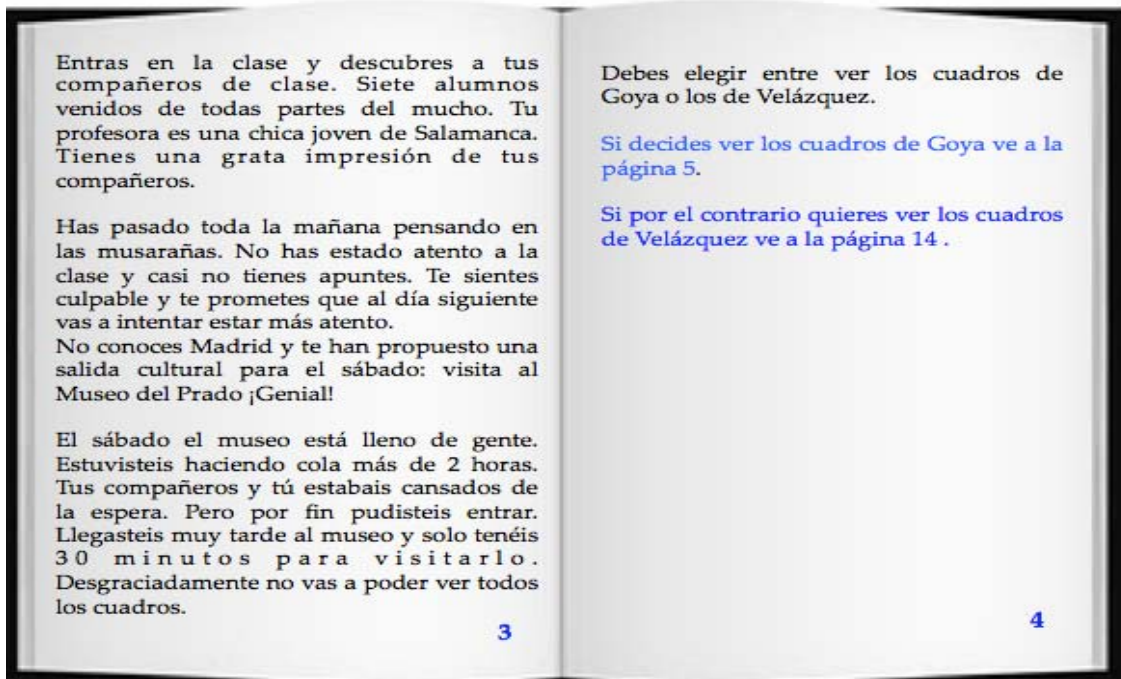 Entras en la clase y descubres a tus
compañeros de clase. Siete alumnos
venidos de todas partes del mucho. Tu
profesora es una chica joven de Salamanca.
Tienes una grata impresión de tus
compañeros.
Has pasado toda la mañana pensando en
las musarañas. No has estado atento a la
clase y casi no tienes apuntes. Te sientes
culpable y te prometes que al día siguiente
vas a intentar estar más atento.
No conoces Madrid y te han propuesto una
salida cultural para el sábado: visita al
Museo del Prado ¡Genial!
El sábado el museo está lleno de gente.
Estuvisteis haciendo cola más de 2 horas.
Tus compañeros y tú estabais cansados de
la espera. Pero por fin pudisteis entrar.
Llegasteis muy tarde al museo y solo tenéis
30 minutos para visitarlo.
Desgraciadamente no vas a poder ver todos
los cuadros.
3
Debes elegir entre ver los cuadros de
Goya o los de Velázquez.
Si decides ver los cuadros de Goya ve a la
página 5.
Si por el contrario quieres ver los cuadros
de Velázquez ve a la página 14 .
4